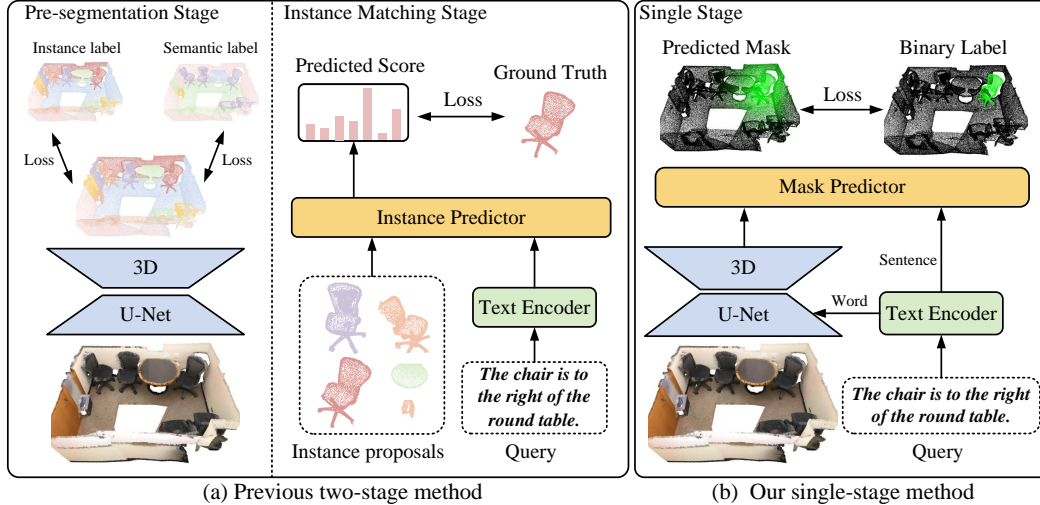 Pre-segmentation Stage
Instance label
Semantic label
Loss
Loss
3D
U-Net
Instance Matching Stage
Predicted Score
Ground Truth
Loss
Instance Predictor
Text Encoder
The chair is to
the right of the
round table.
Instance proposals
Query
(a) Previous two-stage method
Single Stage
Predicted Mask
Binary Label
Loss
Mask Predictor
3D
U-Net
Sentence
Word
Text Encoder
The chair is to the right
of the round table.
Query
(b) Our single-stage method